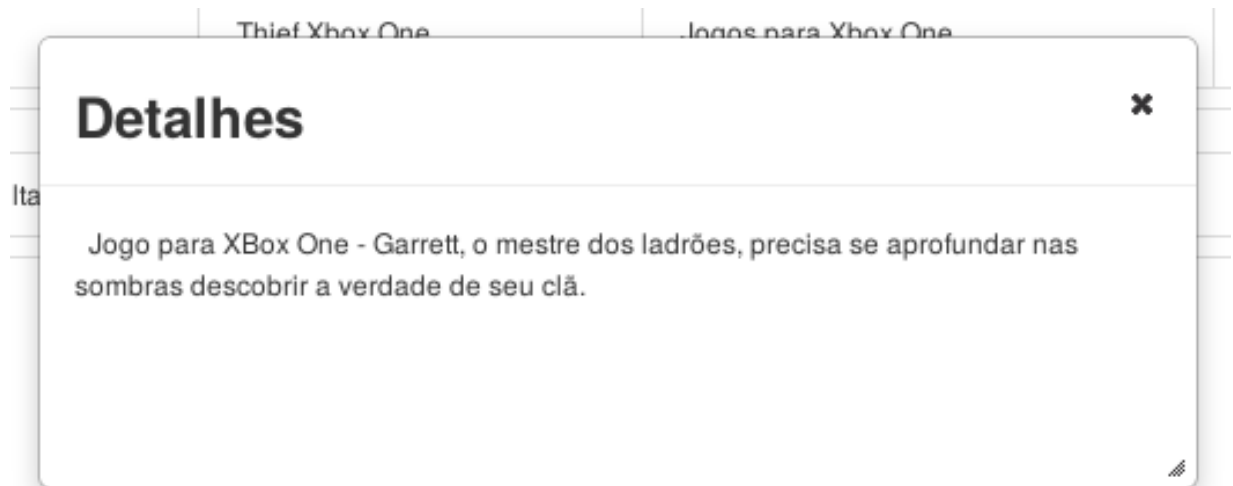 Thief Xbox One Jogos para Xbox One
Detalhes
Ita
Jogo para XBox One - Garrett, o mestre dos ladrões, precisa se aprofundar nas
sombras descobrir a verdade de seu clã.